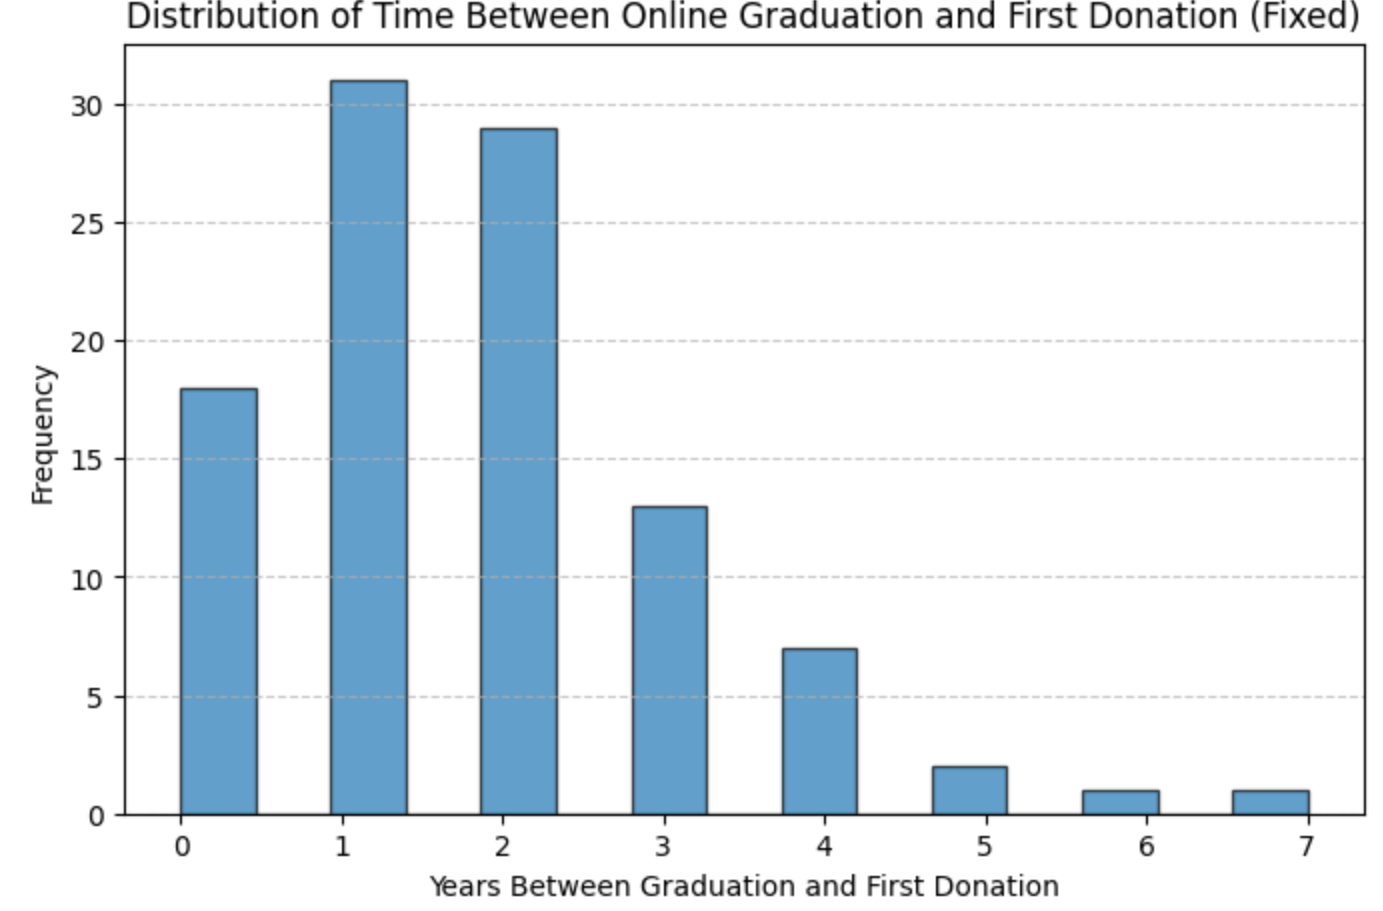 Distribution of Time Between Online Graduation and First Donation (Fixed)
30
25
20
15
10
5
0
Frequency
0 1 2 3 4 5 6 7
Years Between Graduation and First Donation